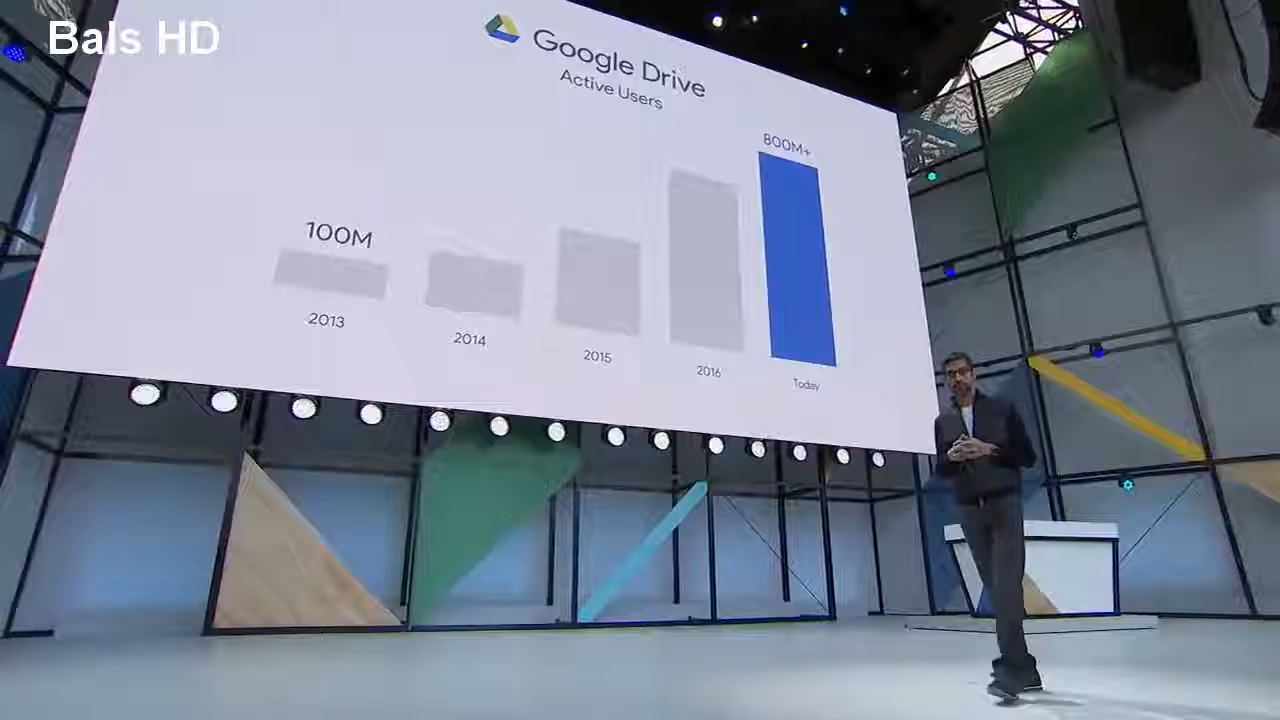 Bals HD
Google Drive
Active Users
800M+
100M
2013
2014
2015
2016
Today